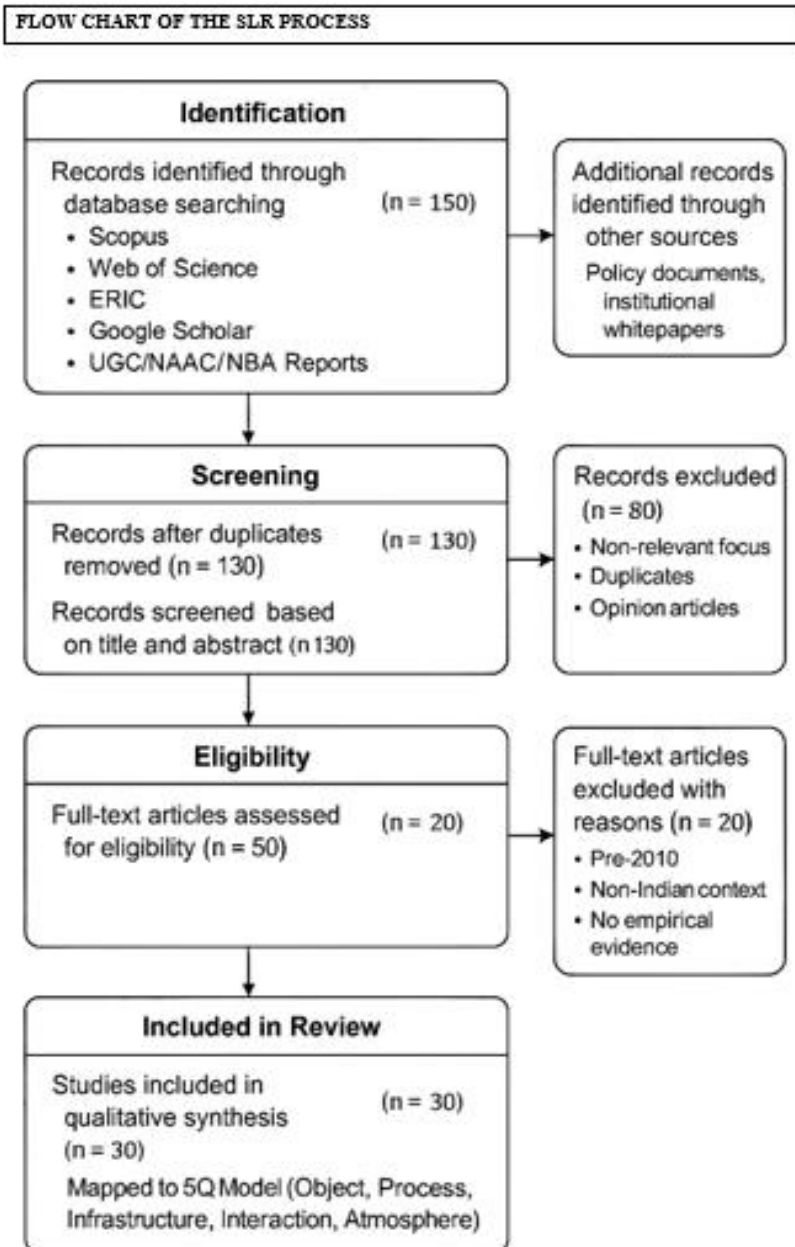 FLOW CHART OF THE SLR PROCESS
Identification
Records identified through
database searching
(n = 150)
• Scopus
• Web of Science
• ERIC
• Google Scholar
• UGC/NAAC/NBA Reports
Additional records
identified through
other sources
Policy documents,
institutional
whitepapers
Screening
Records after duplicates
removed (n = 130)
(n = 130)
Records screened based
on title and abstract (n 130)
Records excluded
(n = 80)
• Non-relevant focus
• Duplicates
• Opinion articles
Eligibility
Full-text articles assessed
for eligibility (n = 50)
(n = 20)
Full-text articles
excluded with
reasons (n = 20)
• Pre-2010
• Non-Indian context
• No empirical
evidence
Included in Review
Studies included in
qualitative synthesis
(n = 30)
(n = 30)
Mapped to 5Q Model (Object, Process,
Infrastructure, Interaction, Atmosphere)